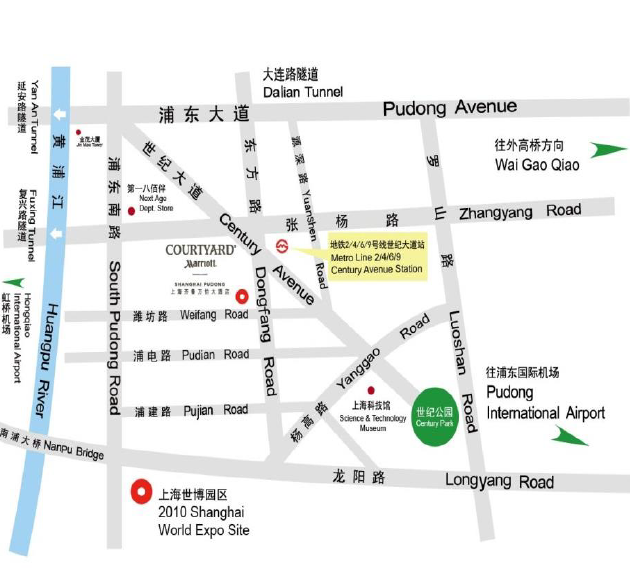 大连路隧道
Dalian Tunnel
Yan An Tunnel
延安路隧道
浦东大道
Pudong Avenue
金茂大厦
Jin Mao Tower
黄浦江
世纪大道
东方路
源深路 Yuanshen Road
罗山路
往外高桥方向
Wai Gao Qiao
浦东南路
第一八佰伴
Next Age
Dept. Store
Fuxing Tunnel
复兴路隧道
Century Avenue
张杨路
Zhangyang Road
地铁2/4/6/9号线世纪大道站
Metro Line 2/4/6/9
Century Avenue Station
COURTYARD®
Marriott
SHANGHAI PUDONG
上海齐鲁万怡大酒店
Hongqiao
International Airport
虹桥机场
Huangpu River
South Pudong Road
Dongfang Road
潍坊路 Weifang Road
浦电路 Pudian Road
浦建路 Pujian Road
杨高路 Yanggao Road
Luoshan Road
上海科技馆
Science & Technology
Museum
世纪公园
Century Park
往浦东国际机场
Pudong
International Airport
南浦大桥 Nanpu Bridge
龙阳路
Longyang Road
上海世博园区
2010 Shanghai
World Expo Site